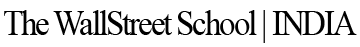 The WallStreet School | INDIA